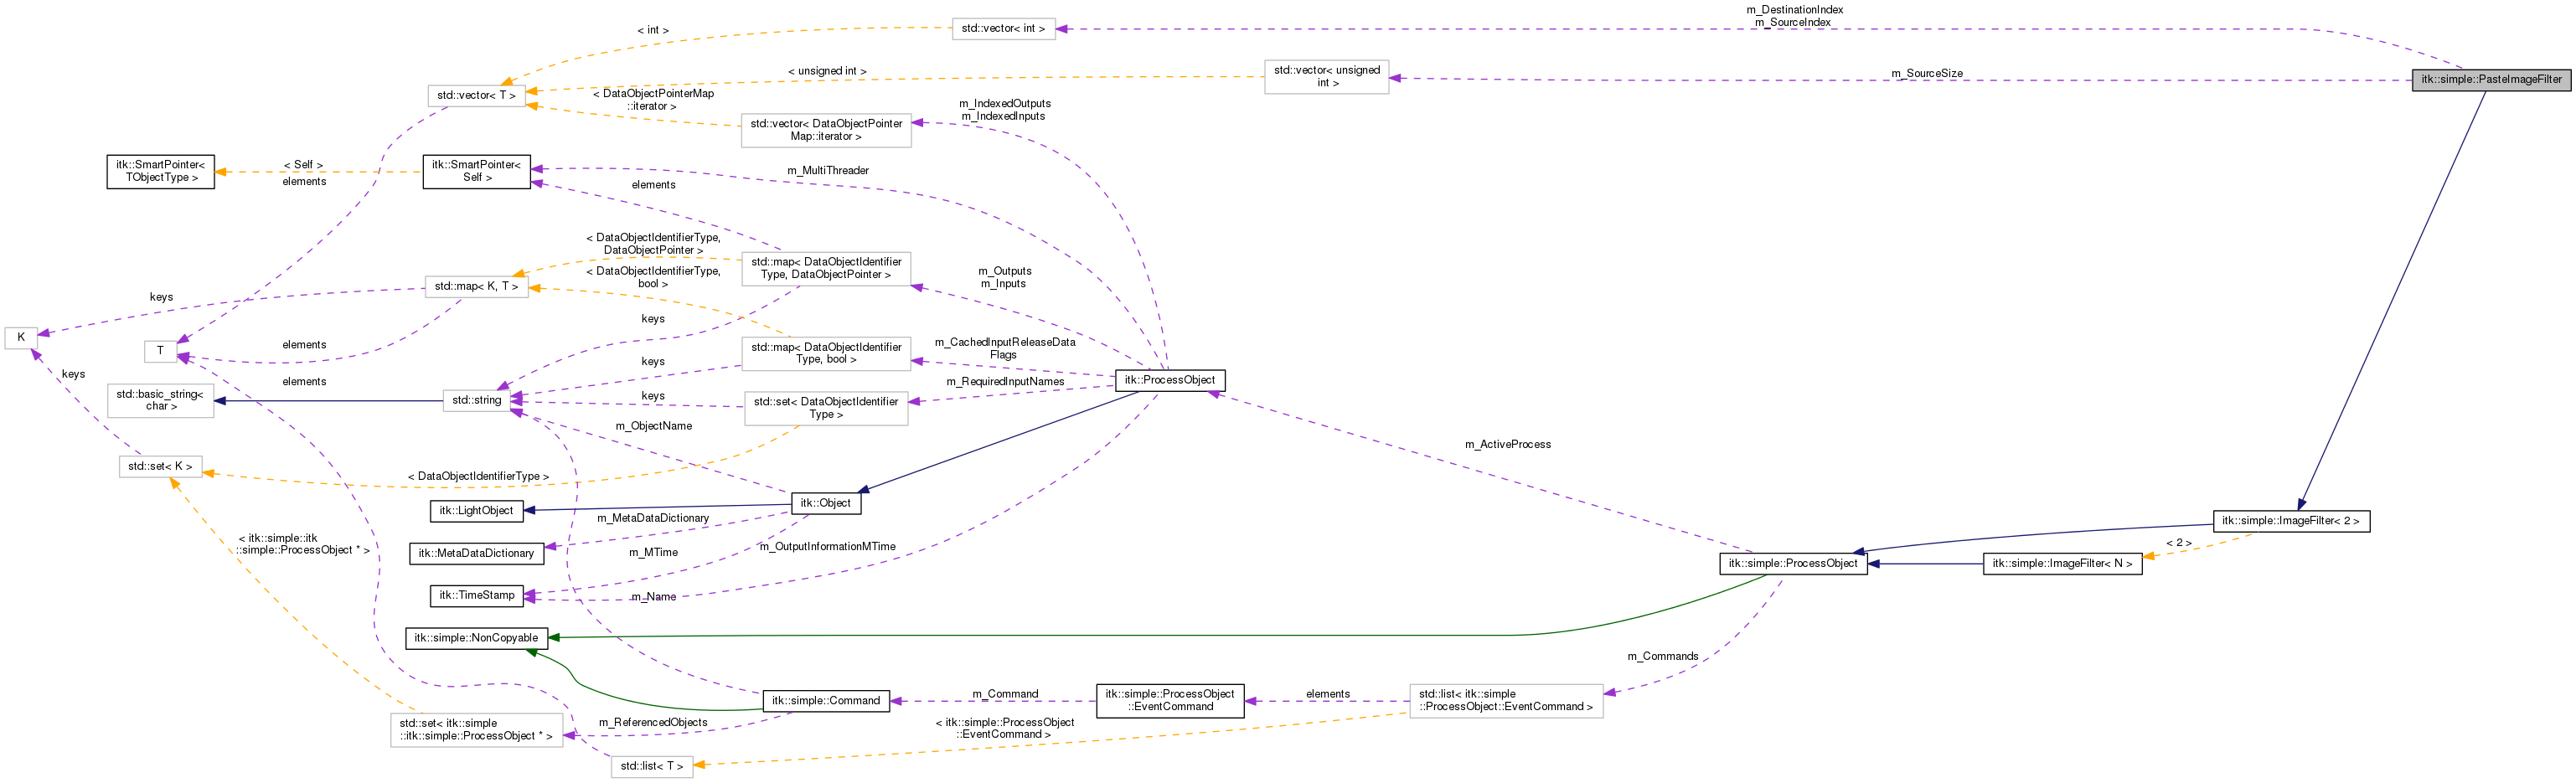 m_DestinationIndex
m_SourceIndex
std::vector< int >
< int >
itk::simple::PasteImageFilter
m_SourceSize
std::vector< unsigned
int >
< unsigned int >
std::vector< T >
< DataObjectPointerMap
::iterator >
std::vector< DataObjectPointer
Map::iterator >
m_IndexedOutputs
m_IndexedInputs
itk::SmartPointer<
TObjectType >
< Self >
elements
itk::SmartPointer<
Self >
elements
m_MultiThreader
< DataObjectIdentifierType,
DataObjectPointer >
std::map< DataObjectIdentifier
Type, DataObjectPointer >
m_Outputs
m_Inputs
< DataObjectIdentifierType,
bool >
std::map< K, T >
keys
keys
K
T
elements
std::map< DataObjectIdentifier
Type, bool >
m_CachedInputReleaseData
Flags
keys
keys
elements
itk::ProcessObject
m_RequiredInputNames
std::set< DataObjectIdentifier
Type >
keys
std::basic_string<
char >
std::string
m_ObjectName
m_ActiveProcess
std::set< K >
< DataObjectIdentifierType >
itk::Object
itk::LightObject
m_MetaDataDictionary
itk::simple::ImageFilter< 2 >
< itk::simple::itk
::simple::ProcessObject * >
itk::MetaDataDictionary
m_MTime
m_OutputInformationMTime
< 2 >
itk::simple::ProcessObject
itk::simple::ImageFilter< N >
itk::TimeStamp
m_Name
itk::simple::NonCopyable
m_Commands
itk::simple::Command
m_Command
itk::simple::ProcessObject
::EventCommand
elements
std::list< itk::simple
::ProcessObject::EventCommand >
std::set< itk::simple
::itk::simple::ProcessObject * >
m_ReferencedObjects
< itk::simple::ProcessObject
::EventCommand >
std::list< T >